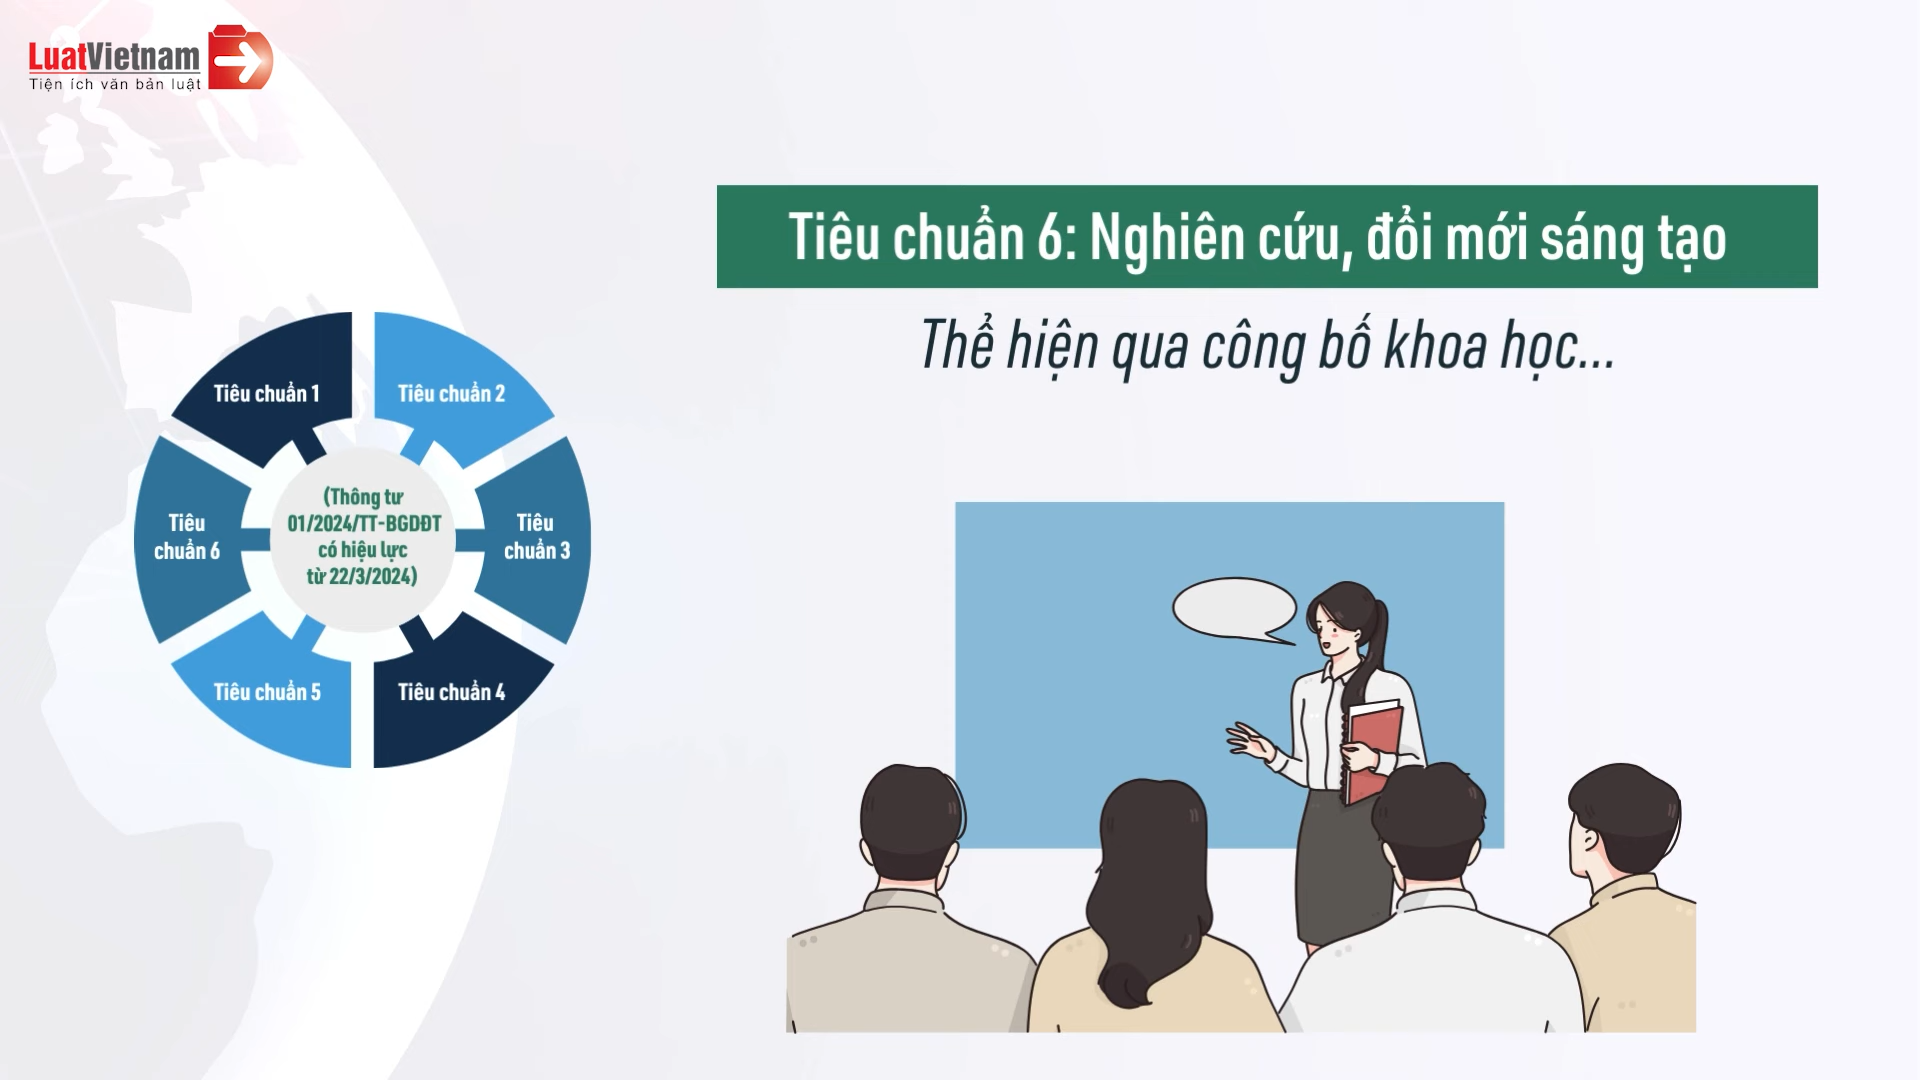 LuatVietnam
Tiện ích văn bản luật
Tiêu chuẩn 6: Nghiên cứu, đổi mới sáng tạo
Thể hiện qua công bố khoa học...
Tiêu chuẩn 1
Tiêu chuẩn 2
Tiêu
chuẩn 3
Tiêu chuẩn 4
Tiêu chuẩn 5
Tiêu
chuẩn 6
(Thông tư
01/2024/TT-BGDĐT
có hiệu lực
từ 22/3/2024)